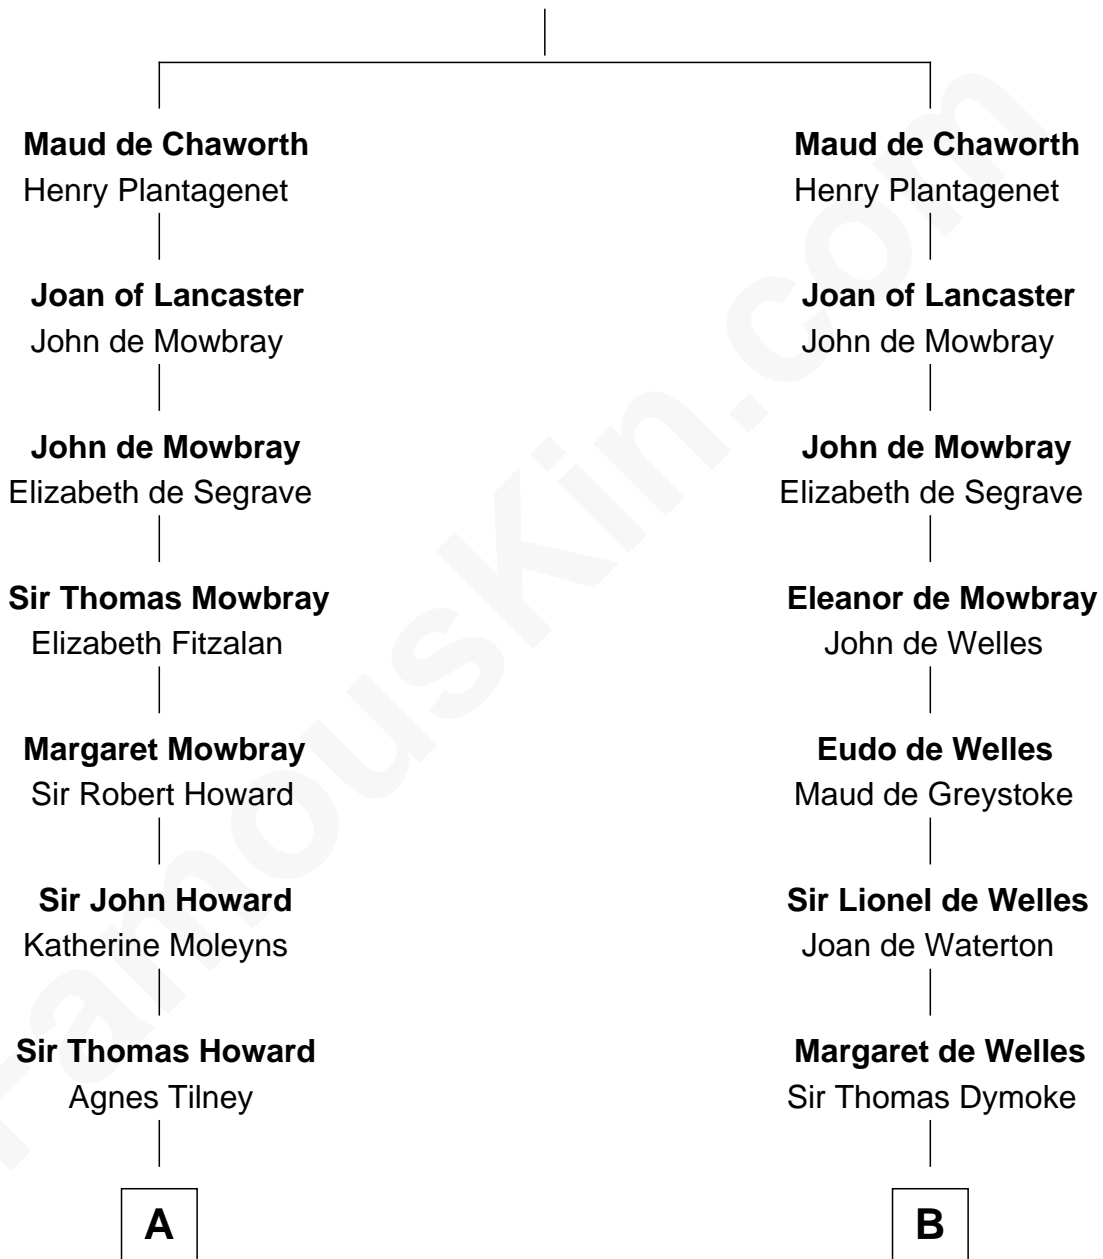 Maud de Chaworth
Henry Plantagenet
Joan of Lancaster
John de Mowbray
John de Mowbray
Elizabeth de Segrave
Sir Thomas Mowbray
Elizabeth Fitzalan
Margaret Mowbray
Sir Robert Howard
Sir John Howard
Katherine Moleyns
Sir Thomas Howard
Agnes Tilney
A
Maud de Chaworth
Henry Plantagenet
Joan of Lancaster
John de Mowbray
John de Mowbray
Elizabeth de Segrave
Eleanor de Mowbray
John de Welles
Eudo de Welles
Maud de Greystoke
Sir Lionel de Welles
Joan de Waterton
Margaret de Welles
Sir Thomas Dymoke
B
FamousKin.com